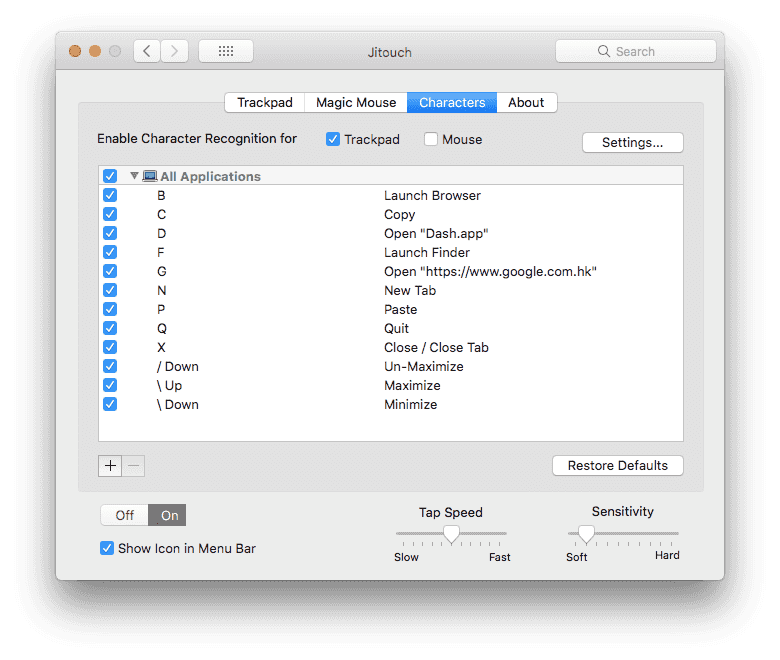 Jitouch
Search
Trackpad Magic Mouse Characters About
Enable Character Recognition for Trackpad Mouse Settings...
All Applications
B Launch Browser
C Copy
D Open "Dash.app"
F Launch Finder
G Open "https://www.google.com.hk"
N New Tab
P Paste
Q Quit
X Close / Close Tab
/ Down Un-Maximize
\ Up Maximize
\ Down Minimize
+ −
Restore Defaults
Off On
Show Icon in Menu Bar
Tap Speed
Slow Fast
Sensitivity
Soft Hard